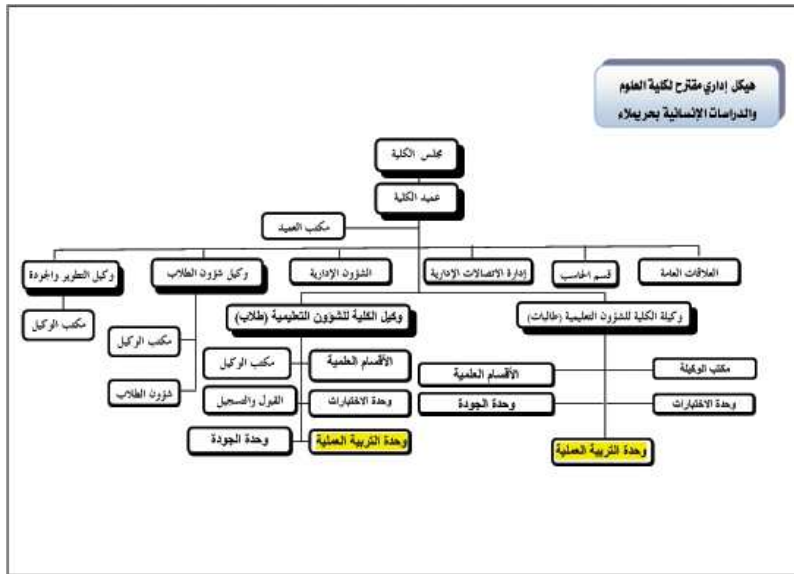 هيكل إداري مقترح لكلية العلوم
والدراسات الإنسانية بحريملاء
مجلس الكلية
عميد الكلية
مكتب العميد
العلاقات العامة
قسم الحاسب
إدارة الاتصالات الإدارية
الشؤون الإدارية
وكيل شؤون الطلاب
وكيل التطوير والجودة
مكتب الوكيل
وكيلة الكلية للشؤون التعليمية (طالبات)
وكيل الكلية للشؤون التعليمية (طلاب)
مكتب الوكيل
مكتب الوكيلة
الأقسام العلمية
الأقسام العلمية
مكتب الوكيل
شؤون الطلاب
وحدة الاختبارات
وحدة الجودة
وحدة الاختبارات
القبول والتسجيل
وحدة التربية العملية
وحدة التربية العملية
وحدة الجودة